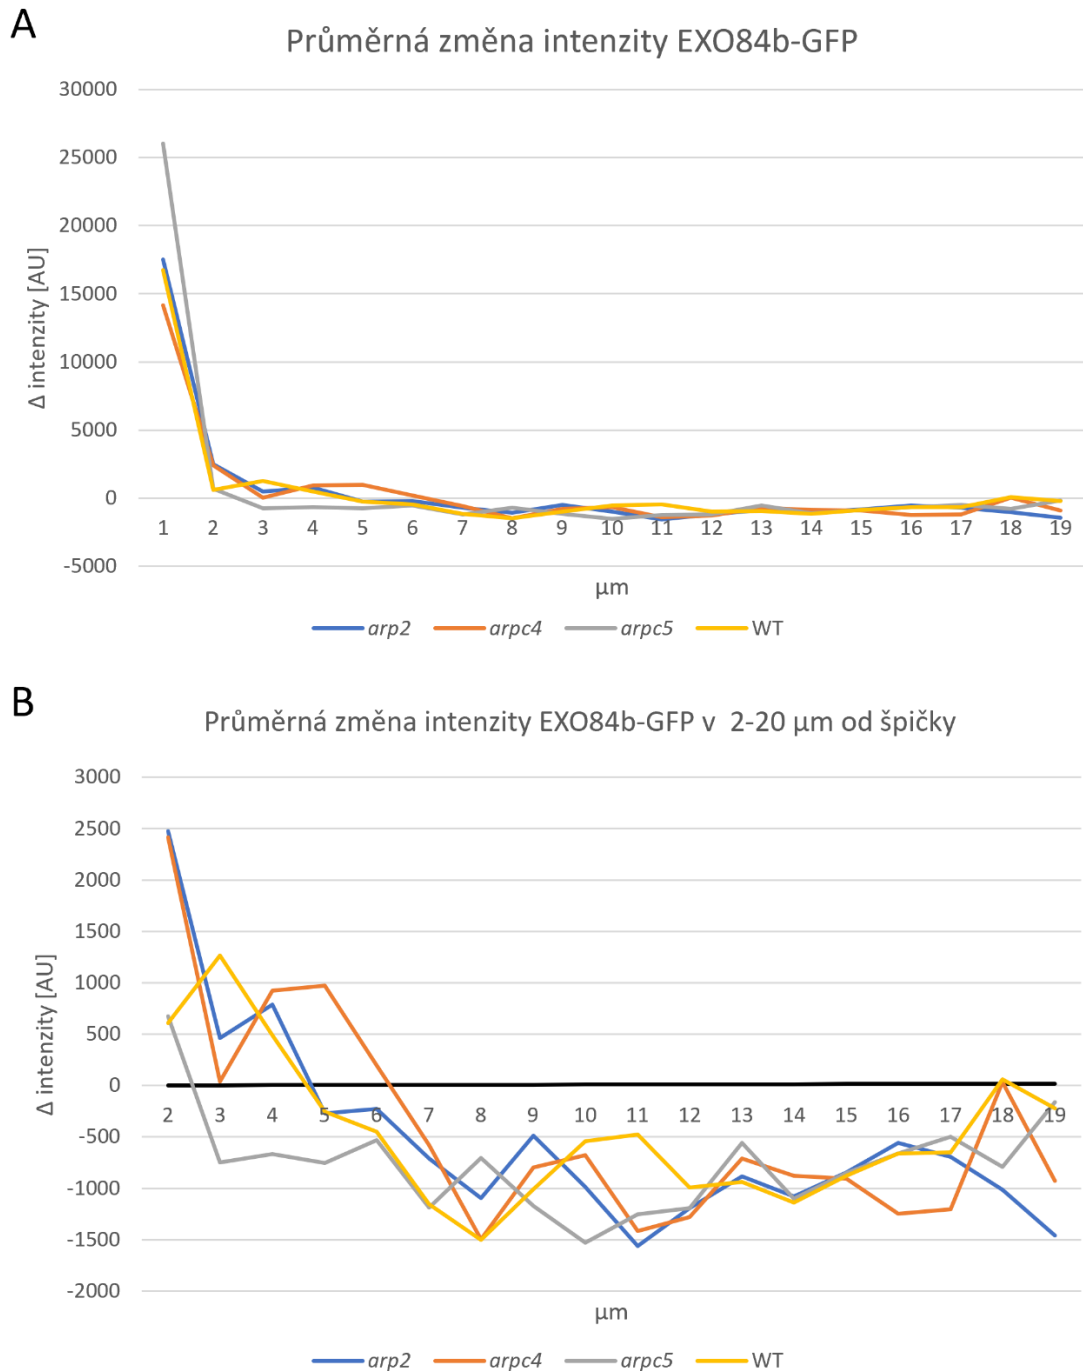 A
Průměrná změna intenzity EXO84b-GFP
30000
25000
20000
15000
10000
5000
0
-5000
Δ intenzity [AU]
1 2 3 4 5 6 7 8 9 10 11 12 13 14 15 16 17 18 19
µm
arp2 arpc4 arpc5 WT
B
Průměrná změna intenzity EXO84b-GFP v 2-20 µm od špičky
3000
2500
2000
1500
1000
500
0
-500
-1000
-1500
-2000
Δ intenzity [AU]
2 3 4 5 6 7 8 9 10 11 12 13 14 15 16 17 18 19
µm
arp2 arpc4 arpc5 WT